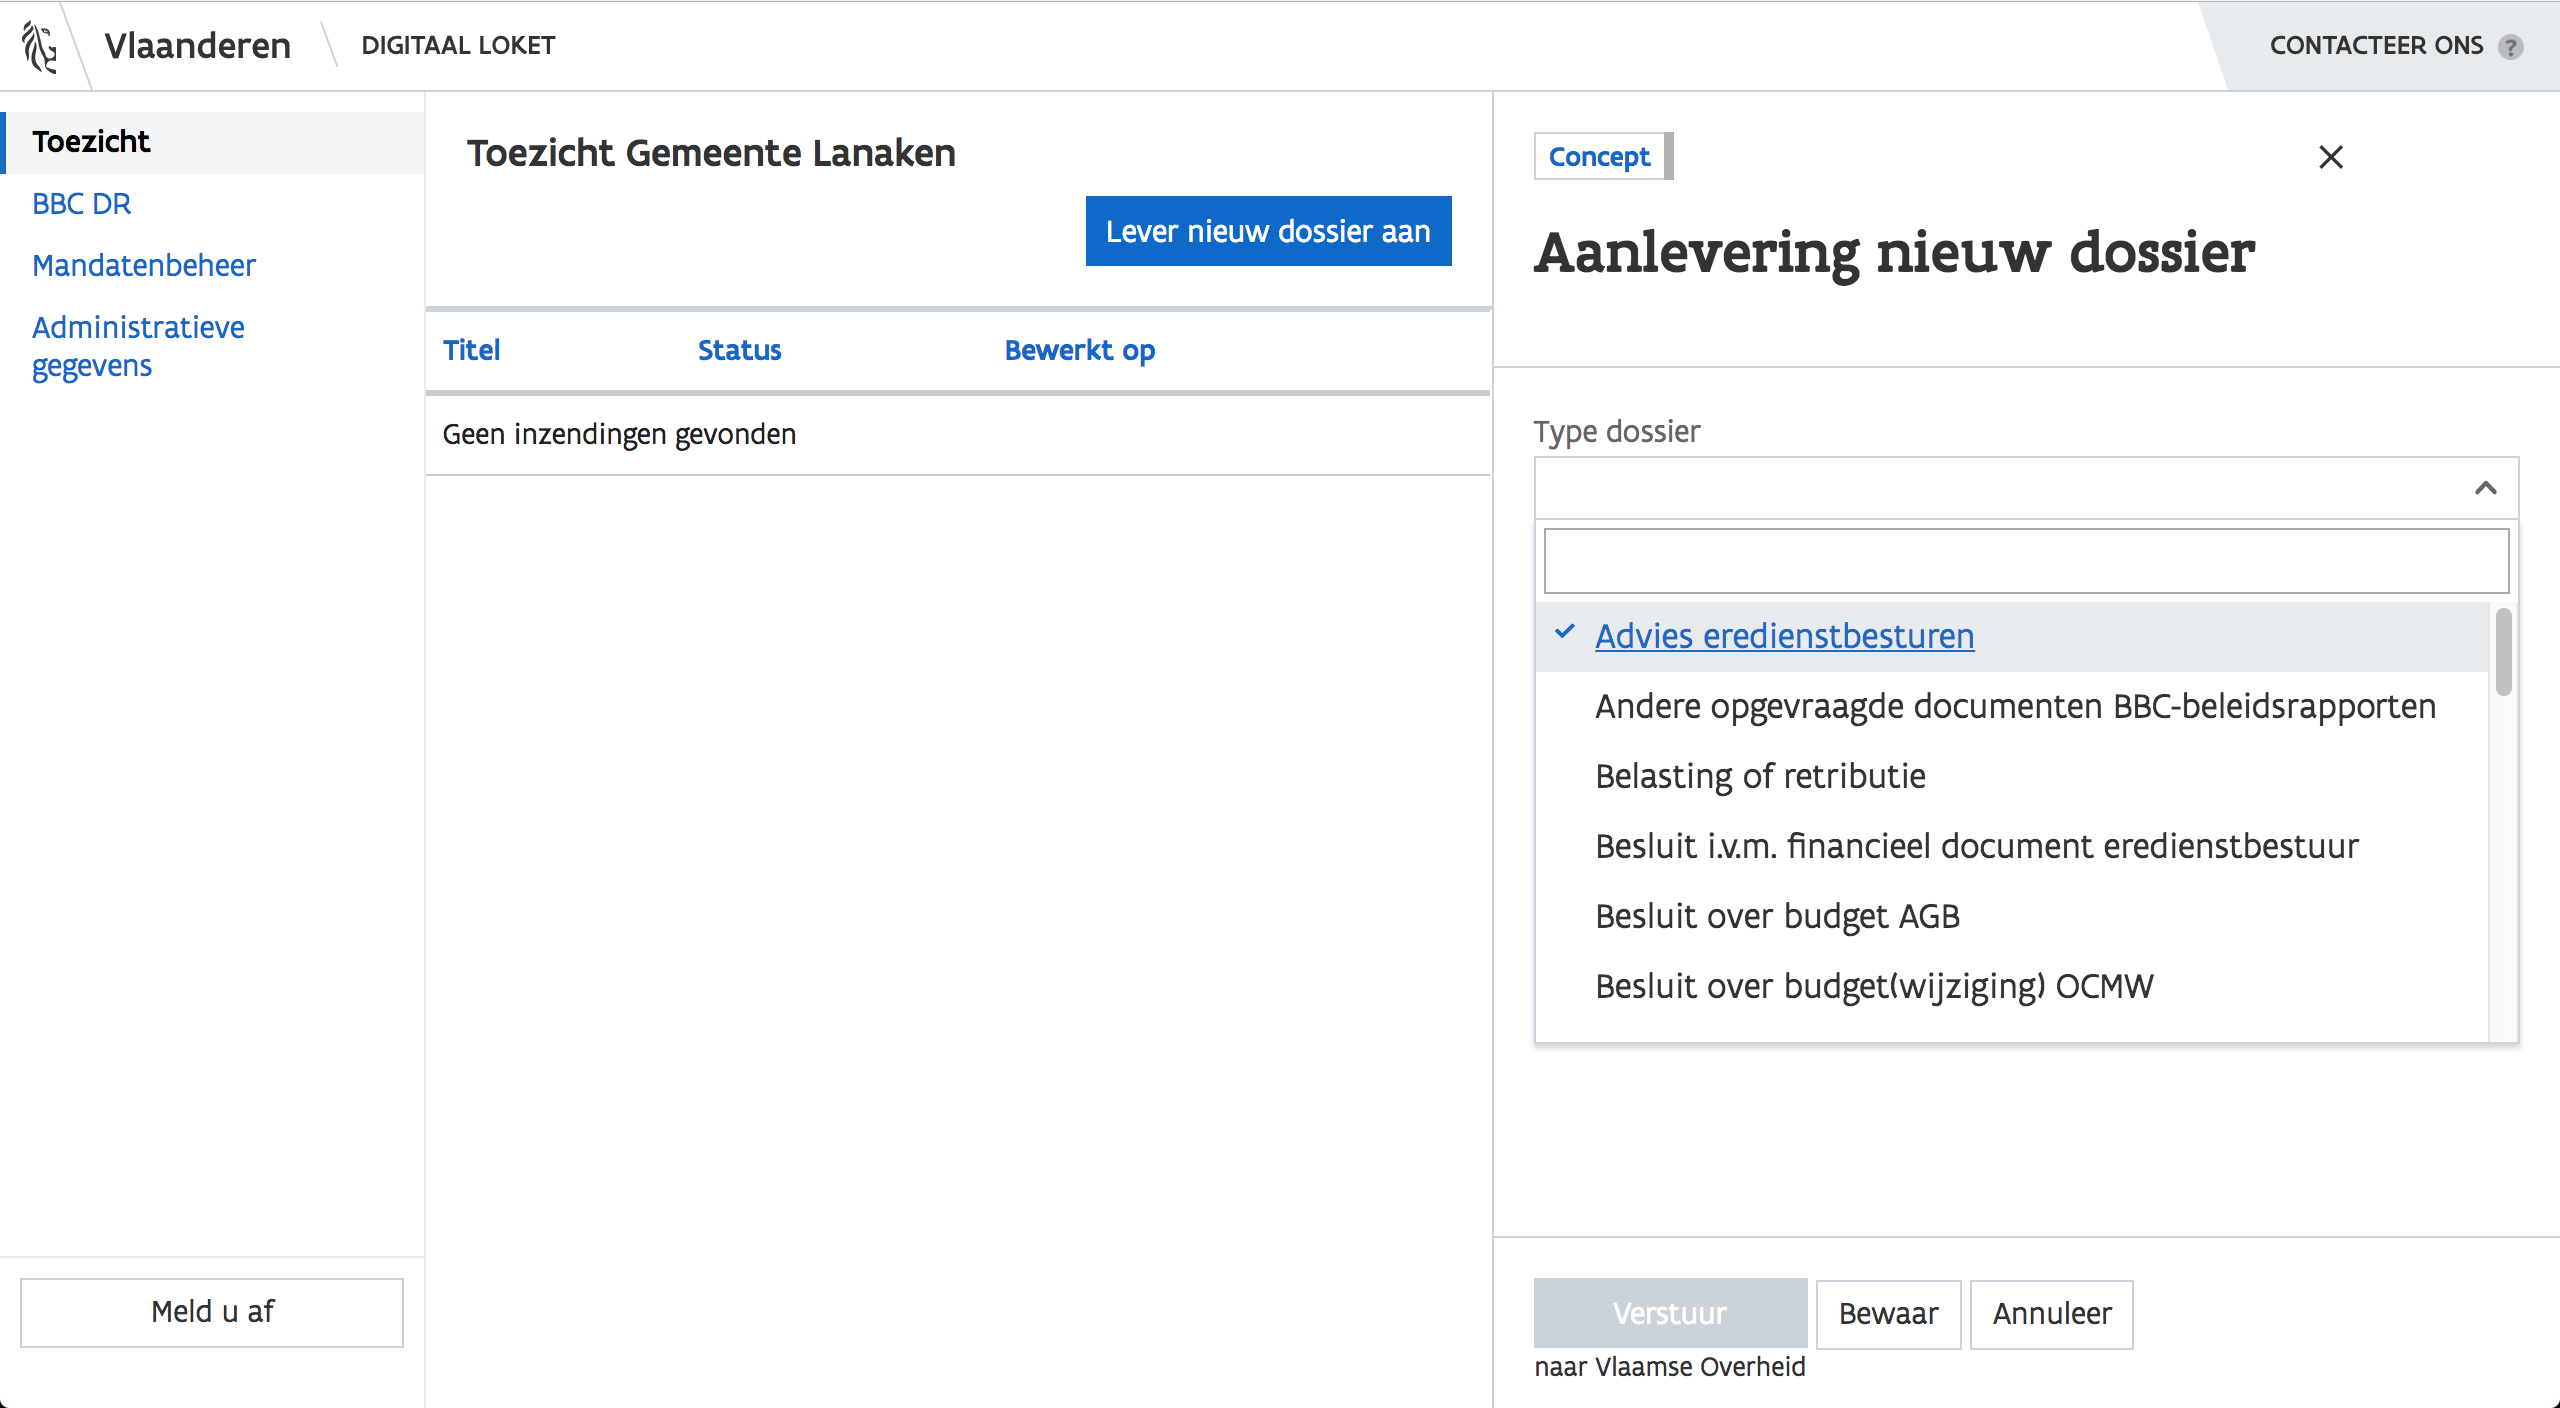 Vlaanderen
DIGITAAL LOKET
CONTACTEER ONS ?
Toezicht
BBC DR
Mandatenbeheer
Administratieve
gegevens
Meld u af
Toezicht Gemeente Lanaken
Lever nieuw dossier aan
Titel Status Bewerkt op
Geen inzendingen gevonden
Concept
Aanlevering nieuw dossier
Type dossier
Advies eredienstbesturen
Andere opgevraagde documenten BBC-beleidsrapporten
Belasting of retributie
Besluit i.v.m. financieel document eredienstbestuur
Besluit over budget AGB
Besluit over budget(wijziging) OCMW
Verstuur
Bewaar
Annuleer
naar Vlaamse Overheid